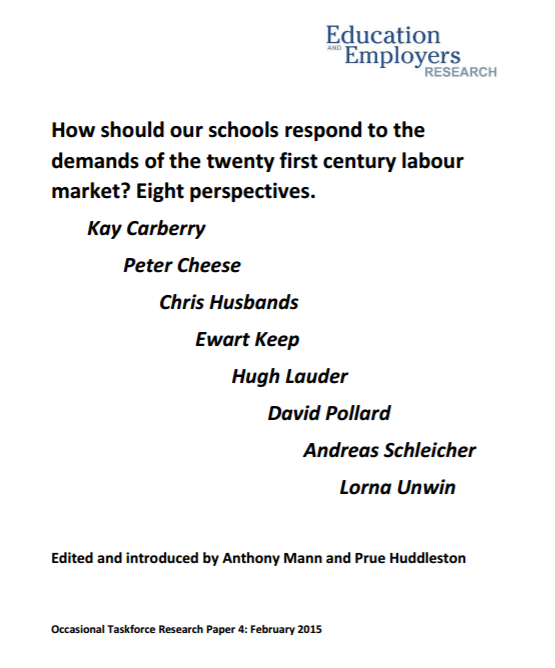 Education
AND Employers
RESEARCH
How should our schools respond to the
demands of the twenty first century labour
market? Eight perspectives.
Kay Carberry
Peter Cheese
Chris Husbands
Ewart Keep
Hugh Lauder
David Pollard
Andreas Schleicher
Lorna Unwin
Edited and introduced by Anthony Mann and Prue Huddleston
Occasional Taskforce Research Paper 4: February 2015